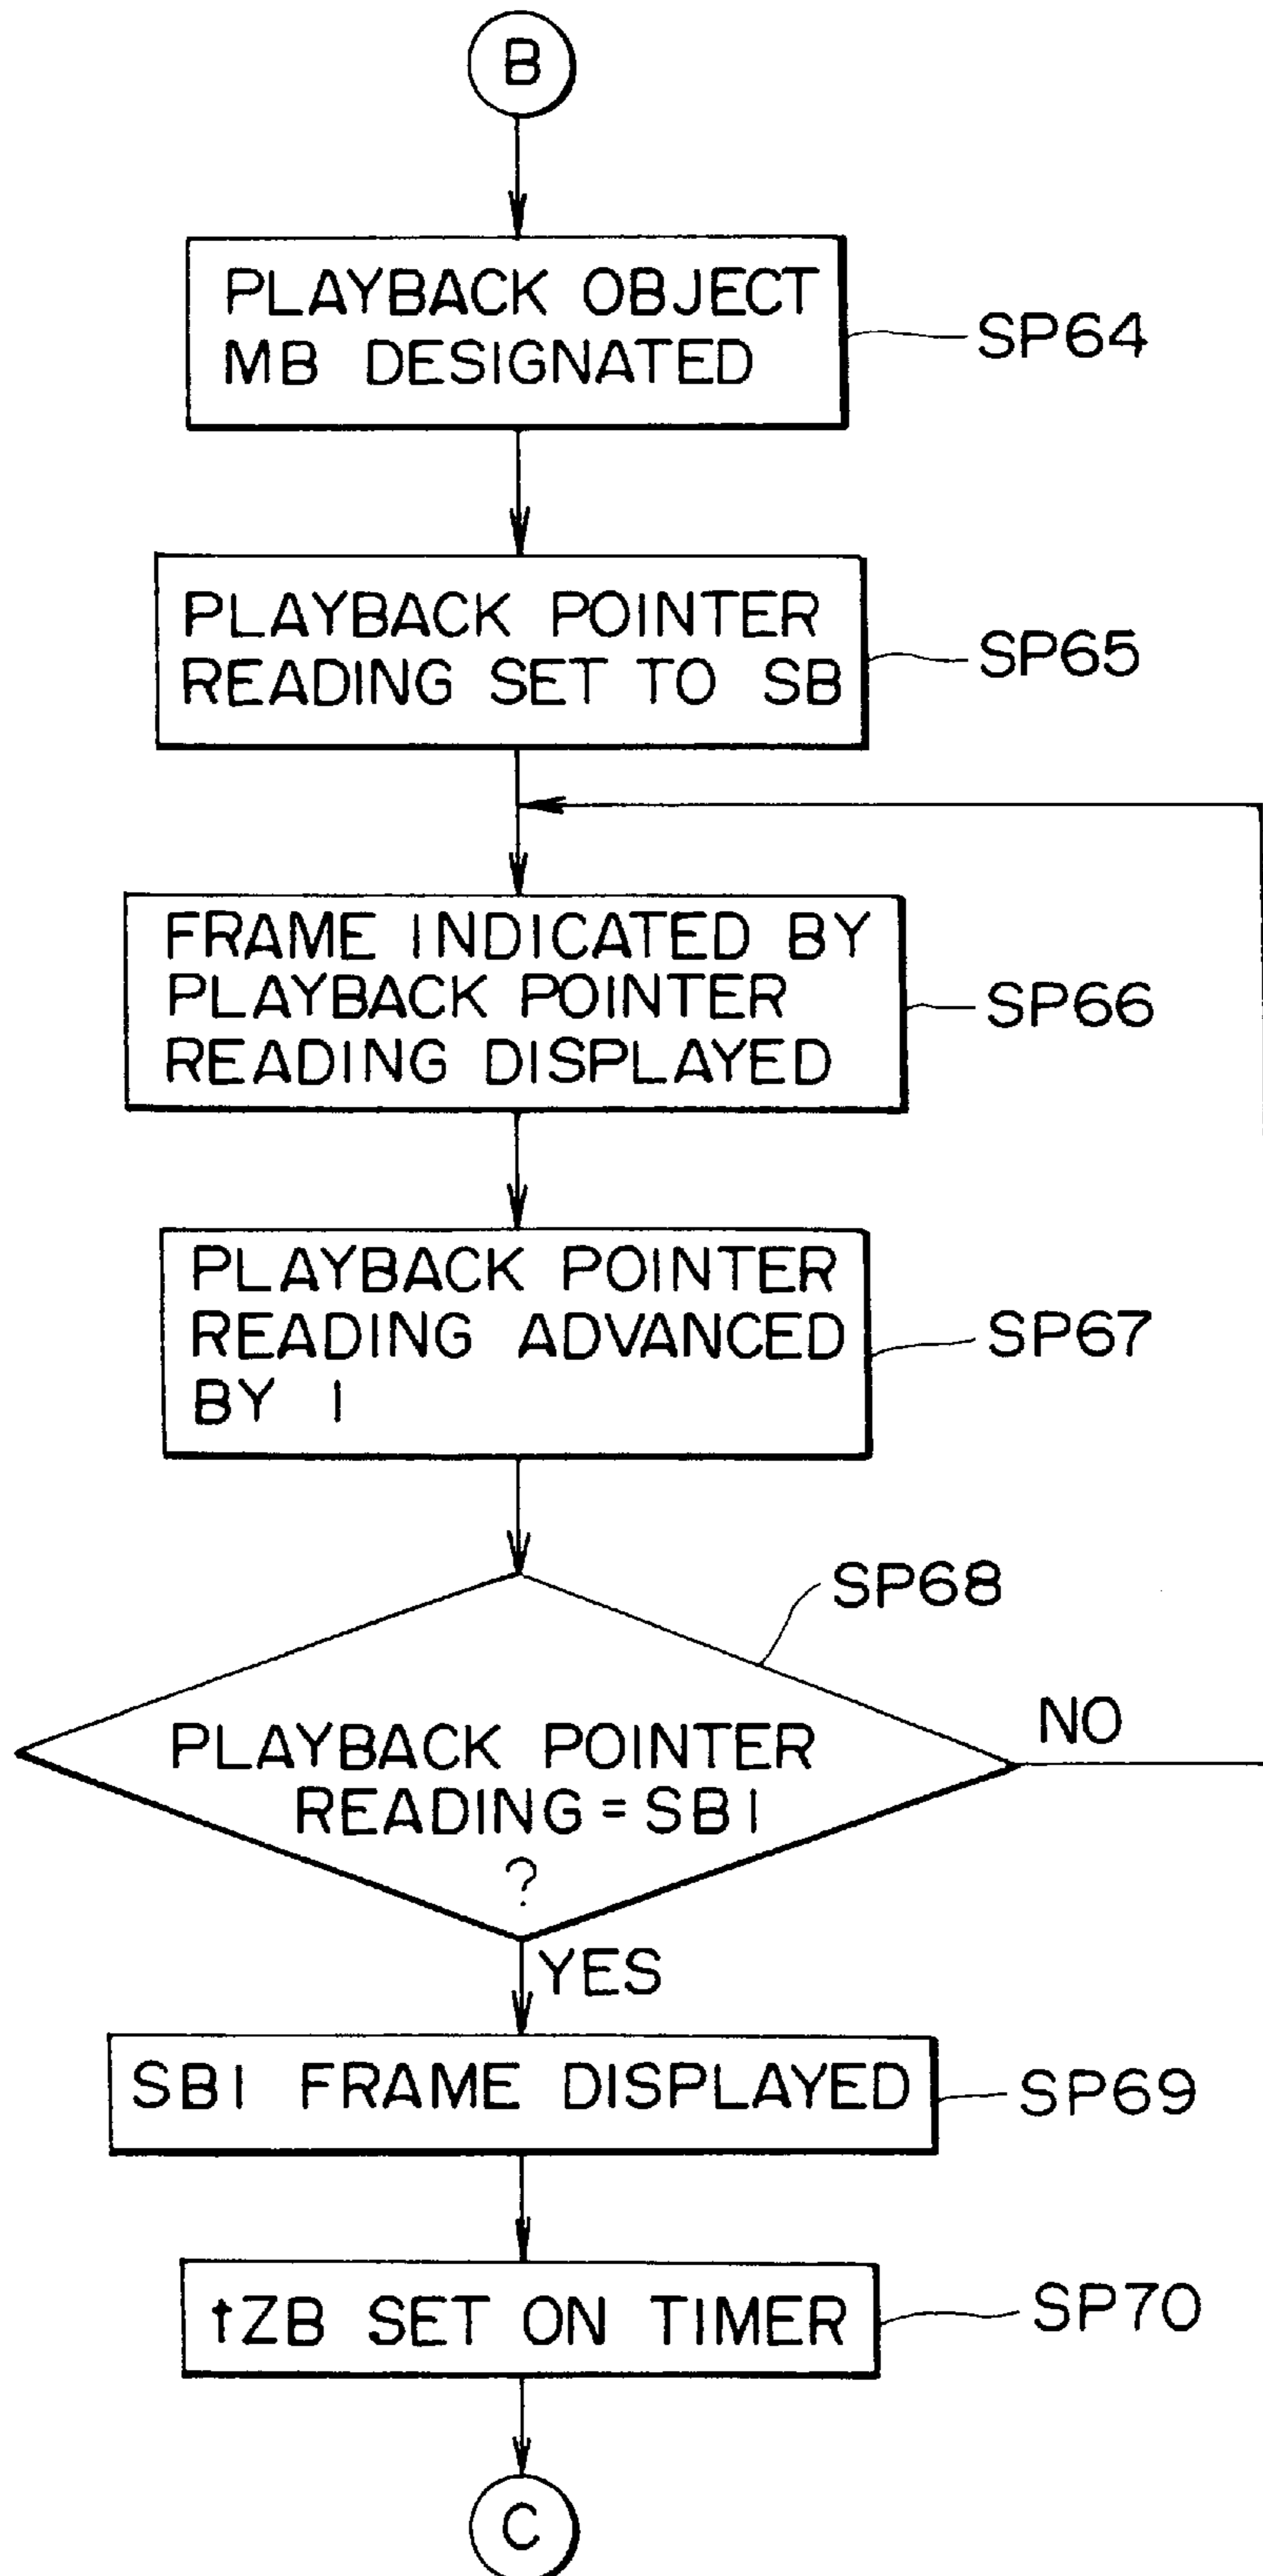 B
PLAYBACK OBJECT
MB DESIGNATED
SP64
PLAYBACK POINTER
READING SET TO SB
SP65
FRAME INDICATED BY
PLAYBACK POINTER
READING DISPLAYED
SP66
PLAYBACK POINTER
READING ADVANCED
BY 1
SP67
SP68
PLAYBACK POINTER
READING = SB1
?
NO
YES
SB1 FRAME DISPLAYED
SP69
tZB SET ON TIMER
SP70
C